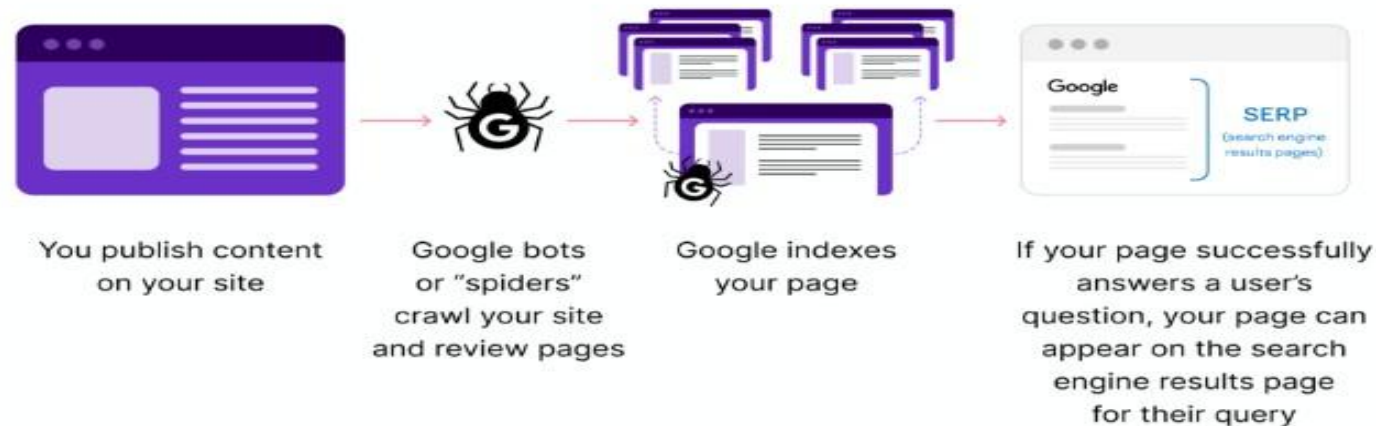 Google
SERP
(search engine
results pages)
G
G
You publish content
on your site
Google bots
or “spiders”
crawl your site
and review pages
Google indexes
your page
If your page successfully
answers a user’s
question, your page can
appear on the search
engine results page
for their query